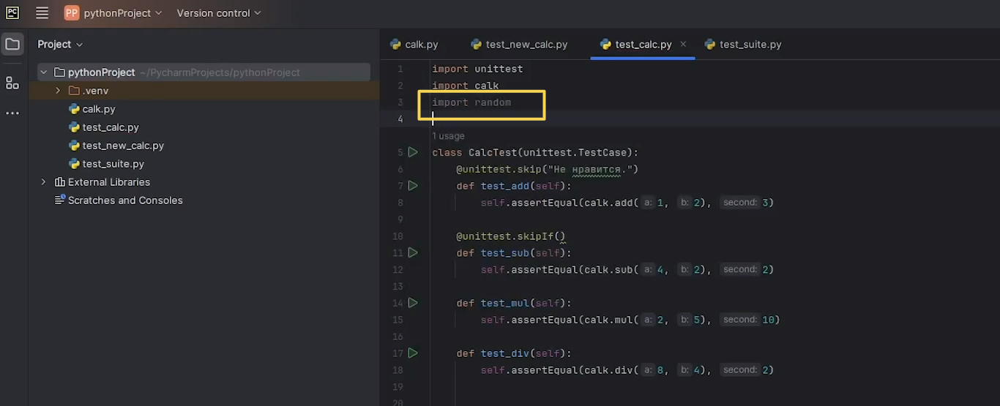 PC
PP pythonProject Version control
Project
calk.py test_new_calc.py test_calc.py test_suite.py
pythonProject ~/PycharmProjects/pythonProject
.venv
calk.py
test_calc.py
test_new_calc.py
test_suite.py
External Libraries
Scratches and Consoles
1 import unittest
2 import calk
3 import random
4
1 usage
5 class CalcTest(unittest.TestCase):
6 @unittest.skip("Не нравится.")
7 def test_add(self):
8 self.assertEqual(calk.add( a: 1, b: 2), second: 3)
9
10 @unittest.skipIf()
11 def test_sub(self):
12 self.assertEqual(calk.sub( a: 4, b: 2), second: 2)
13
14 def test_mul(self):
15 self.assertEqual(calk.mul( a: 2, b: 5), second: 10)
16
17 def test_div(self):
18 self.assertEqual(calk.div( a: 8, b: 4), second: 2)
19
20